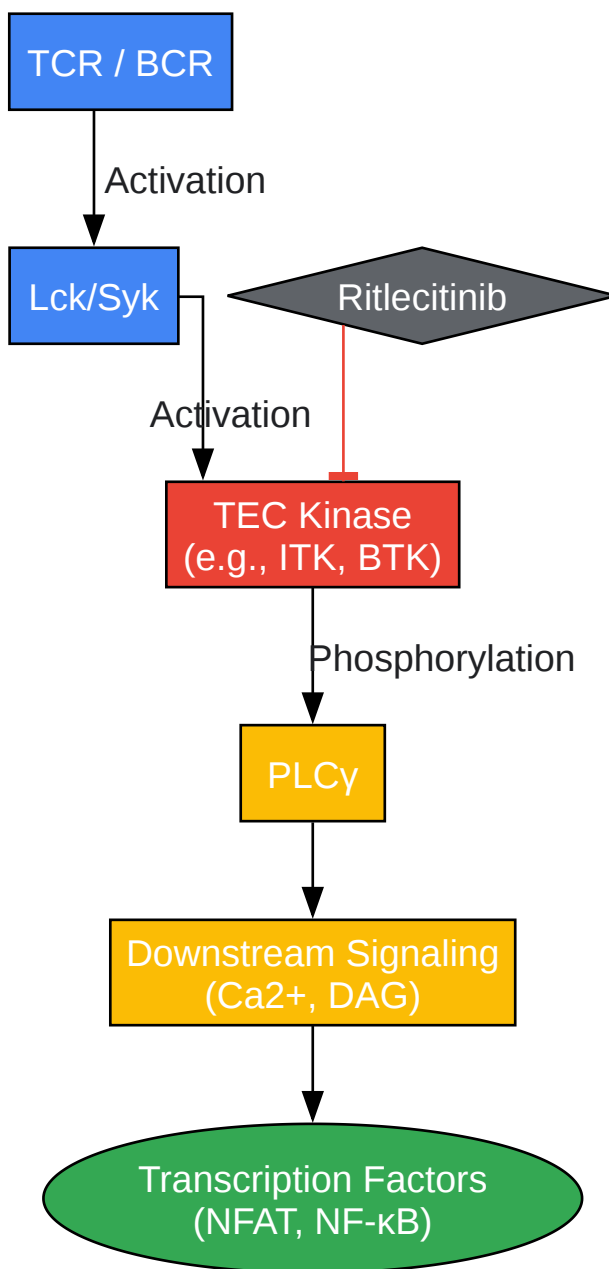 TCR / BCR
Activation
Lck/Syk
Ritlecitinib
Activation
TEC Kinase
(e.g., ITK, BTK)
Phosphorylation
PLCγ
Downstream Signaling
(Ca2+, DAG)
Transcription Factors
(NFAT, NF-κB)